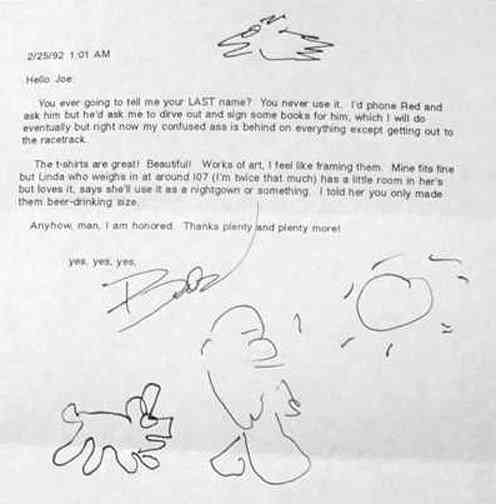 2/25/92 1:01 AM
Hello Joe:
You ever going to tell me your LAST name? You never use it. I'd phone Red and
ask him but he'd ask me to dirve out and sign some books for him, which I will do
eventually but right now my confused ass is behind on everything except getting out to
the racetrack.
The t-shirts are great! Beautiful! Works of art, I feel like framing them. Mine fits fine
but Linda who weighs in at around 107 (I'm twice that much) has a little room in her's
but loves it, says she'll use it as a nightgown or something. I told her you only made
them beer-drinking size.
Anyhow, man, I am honored. Thanks plenty and plenty more!
yes, yes, yes,